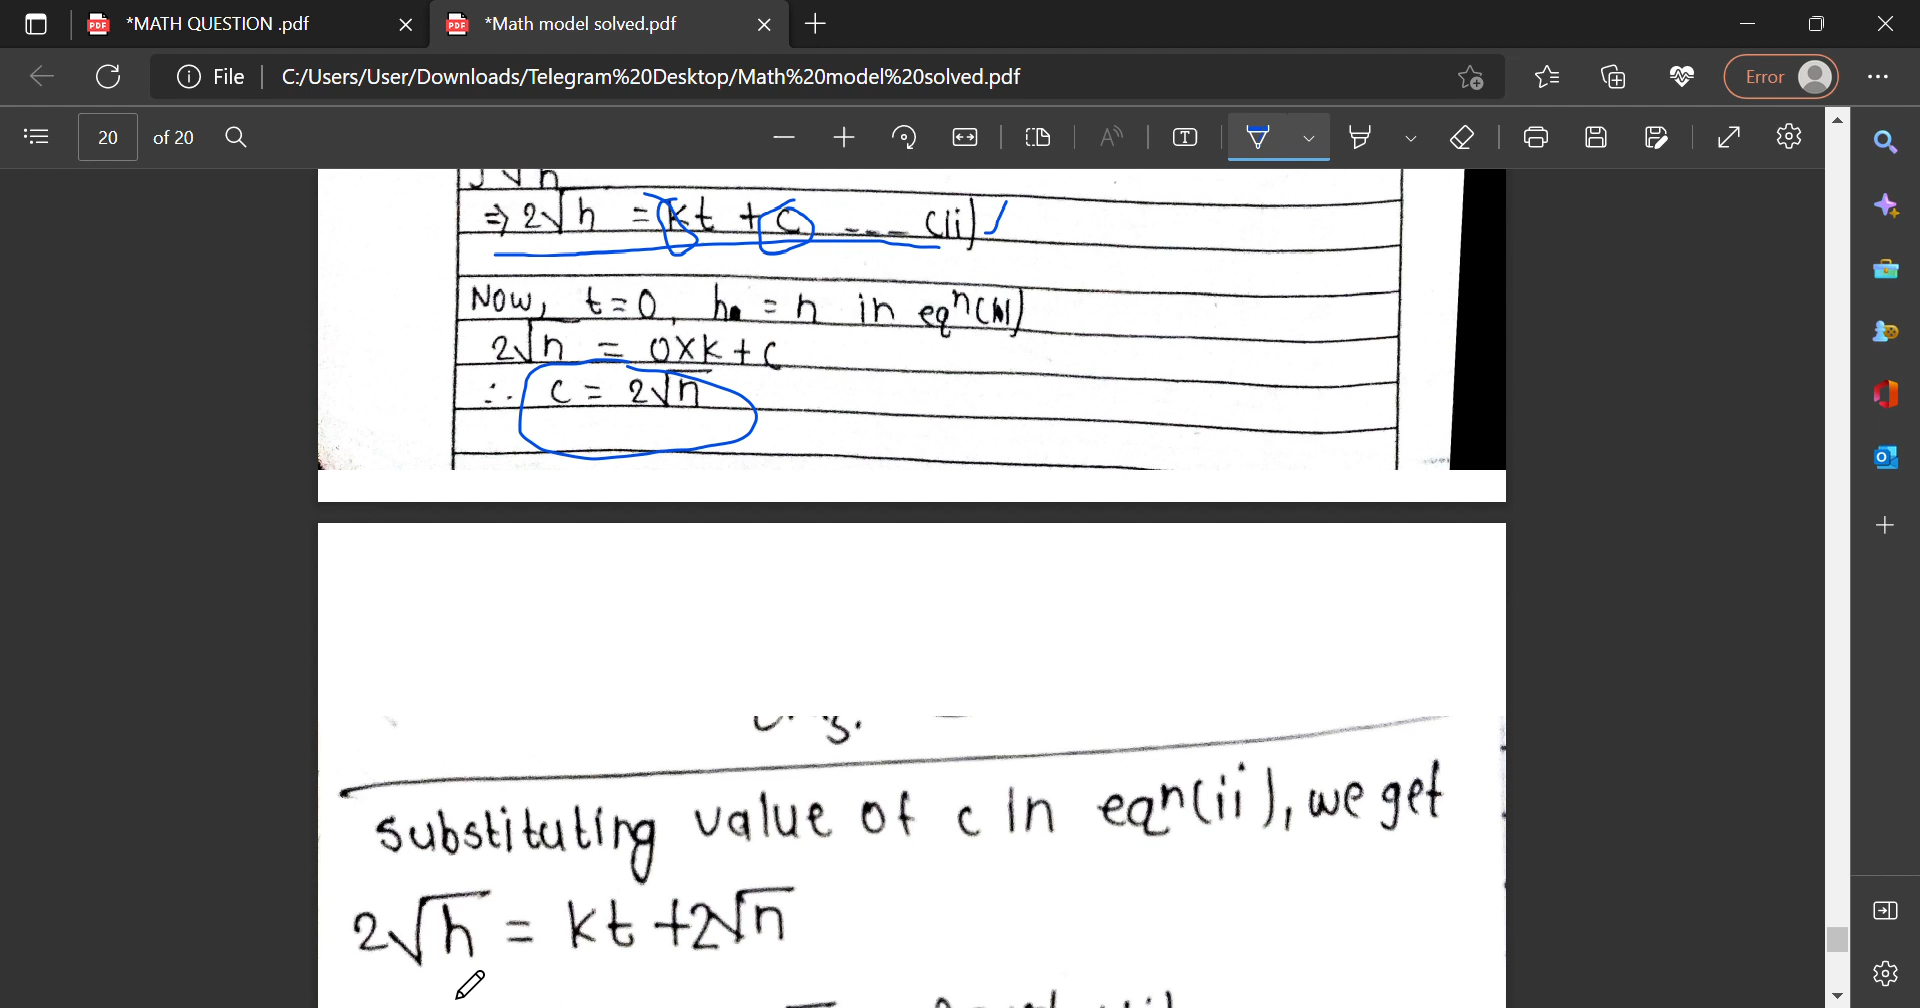 *MATH QUESTION .pdf
*Math model solved.pdf
File
C:/Users/User/Downloads/Telegram%20Desktop/Math%20model%20solved.pdf
Error
20 of 20
⇒ 2√h = kt + c --- (ii)
Now, t=0, h = n in eqⁿ(ii)
2√n = 0×k+c
∴ c = 2√n
substituting value of c in eqⁿ(ii), we get
2√h = kt +2√n